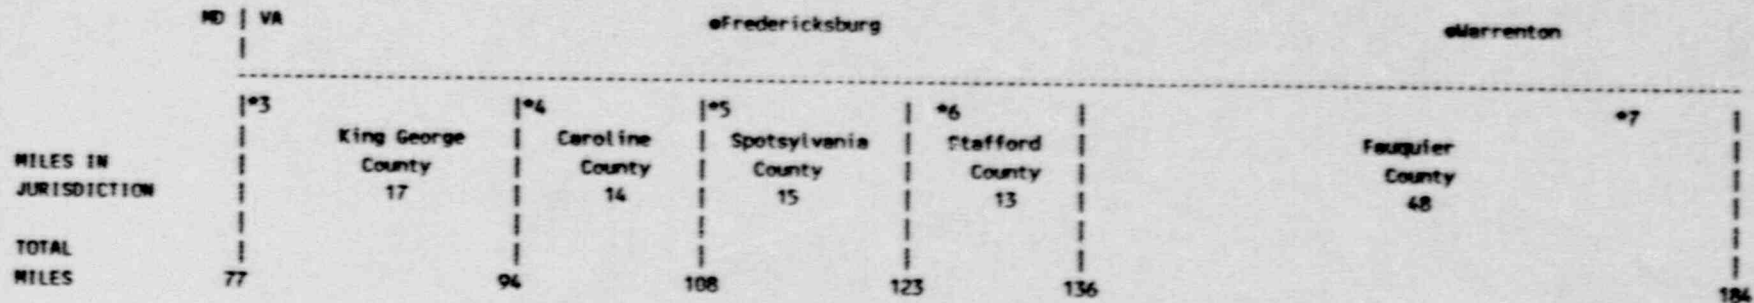 MD | VA
●Fredericksburg
●Warrenton
*3 *4 *5 *6 *7
King George Caroline Spotsylvania Stafford Fauquier
MILES IN County County County County County
JURISDICTION 17 14 15 13 48
TOTAL
MILES 77 94 108 123 136 184